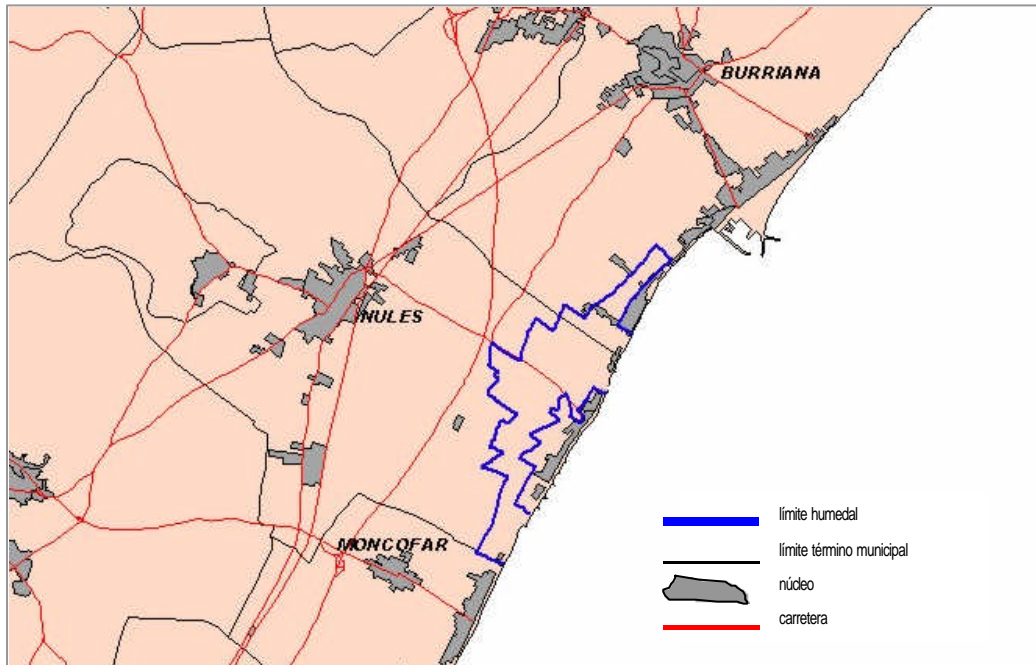 BURRIANA
NULES
MONCOFAR
límite humedal
límite término municipal
núcleo
carretera